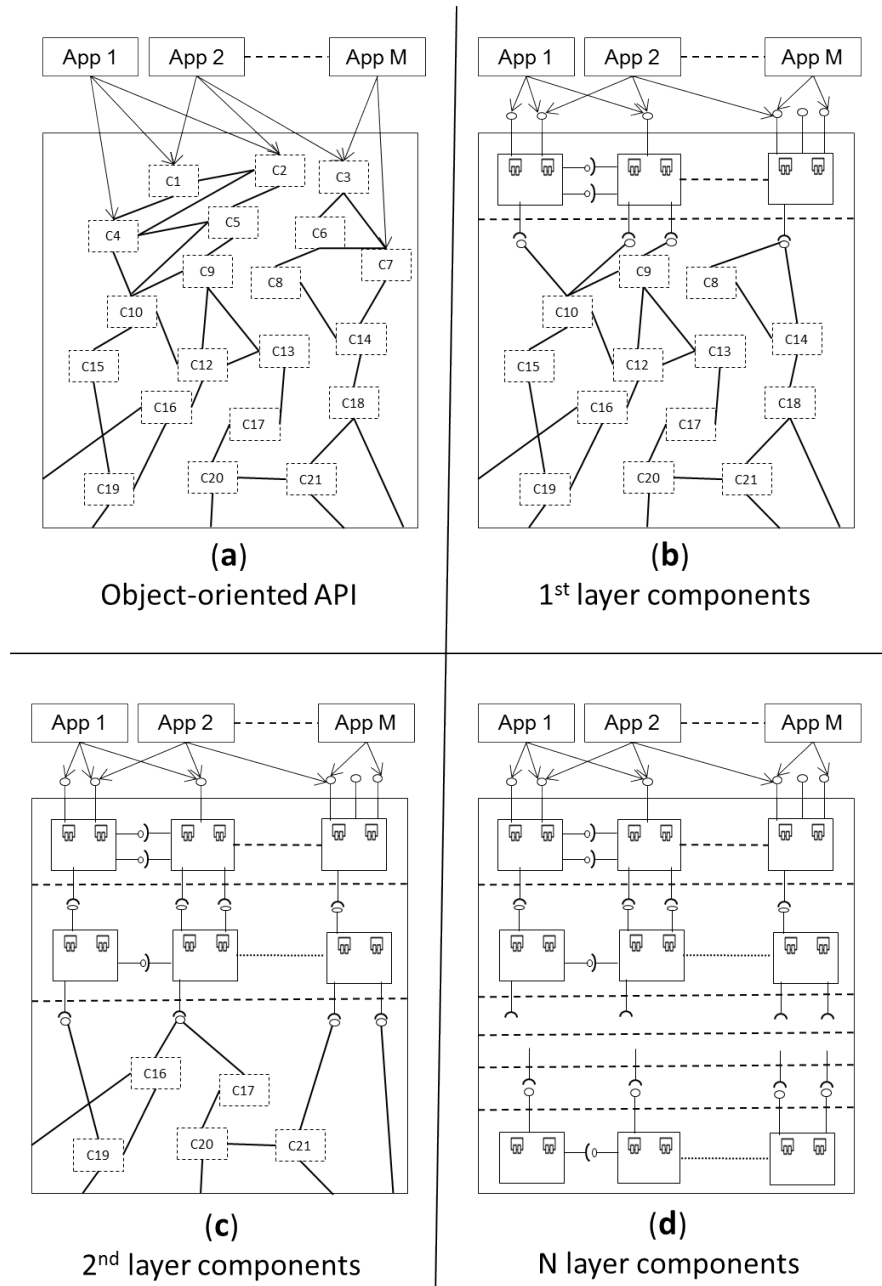 App 1 App 2 App M
C1 C2 C3
C4 C5 C6
C7
C8 C9
C10
C12 C13 C14
C15
C16 C17 C18
C19 C20 C21
(a)
Object-oriented API
App 1 App 2 App M
C9
C8
C10
C12 C13 C14
C15
C16 C17 C18
C19 C20 C21
(b)
1st layer components
App 1 App 2 App M
C16 C17
C19 C20 C21
(c)
2nd layer components
App 1 App 2 App M
(d)
N layer components